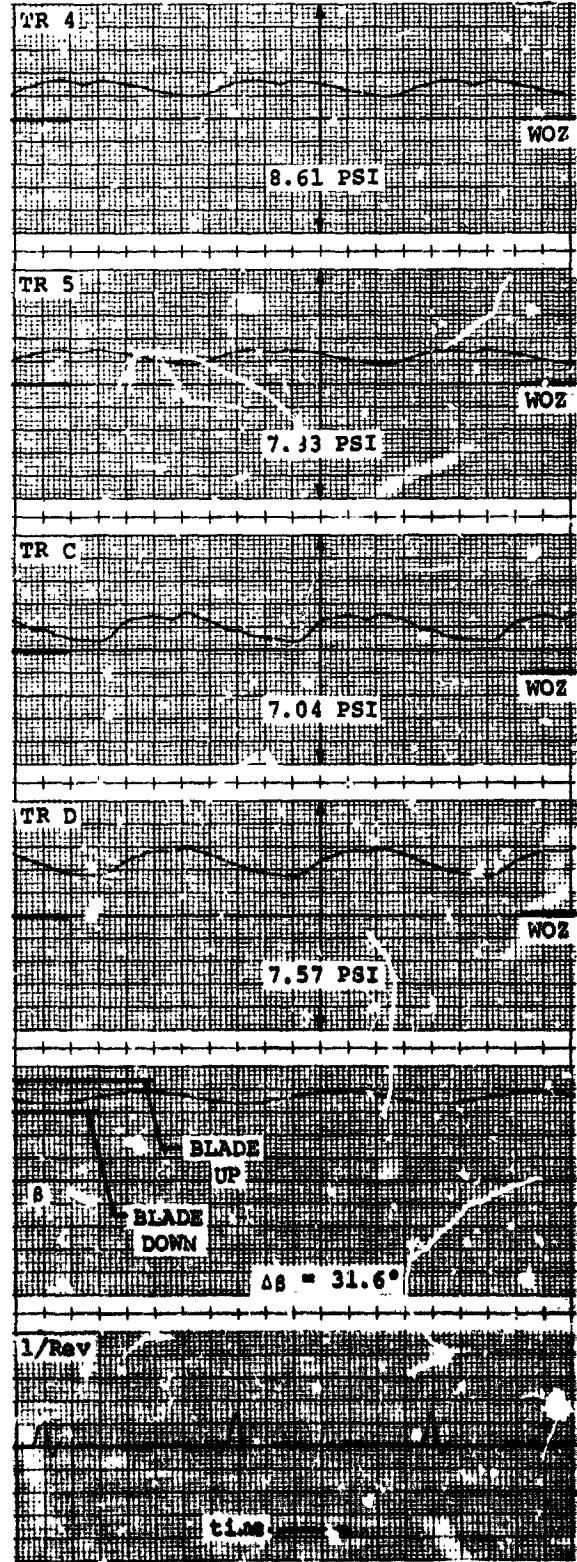 TR 4
WOZ
8.61 PSI
TR 5
WOZ
PSI
TR C
WOZ
7.04 PSI
TR D
WOZ
7.57 PSI
BLADE
UP
β
BLADE
DOWN
Δβ = 31.6°
1/Rev
time